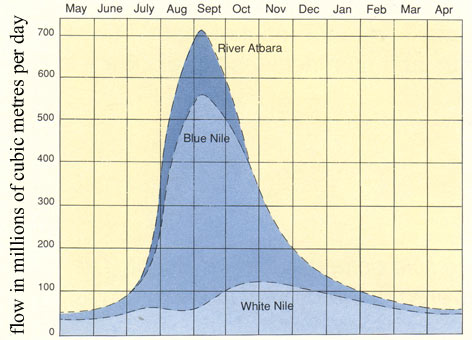 May June July Aug Sept Oct Nov Dec Jan Feb Mar Apr
flow in millions of cubic metres per day
700
600
500
400
300
200
100
0
River Atbara
Blue Nile
White Nile